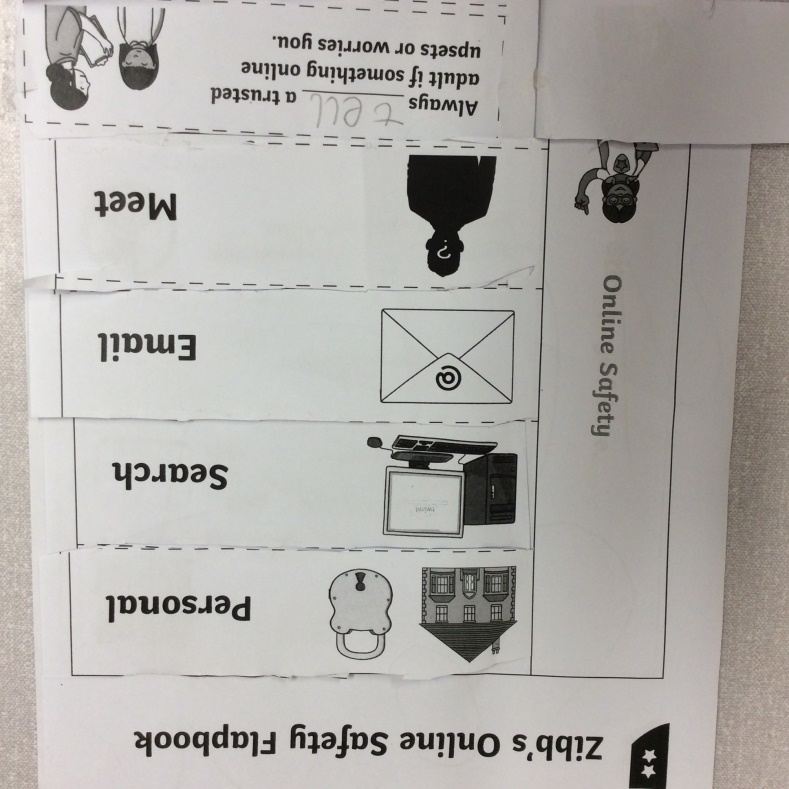 Zibb's Online Safety Flapbook
Online Safety
Personal
Search
twinkl
Email
@
Meet
?
Always tell a trusted
adult if something online
upsets or worries you.